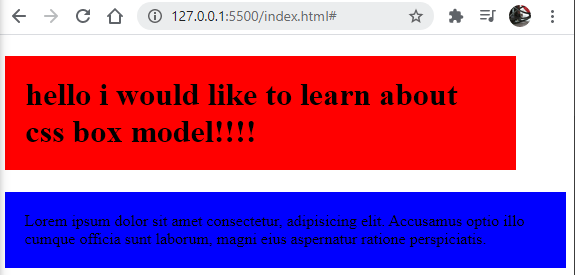 127.0.0.1:5500/index.html#
hello i would like to learn about
css box model!!!!
Lorem ipsum dolor sit amet consectetur, adipisicing elit. Accusamus optio illo
cumque officia sunt laborum, magni eius aspernatur ratione perspiciatis.